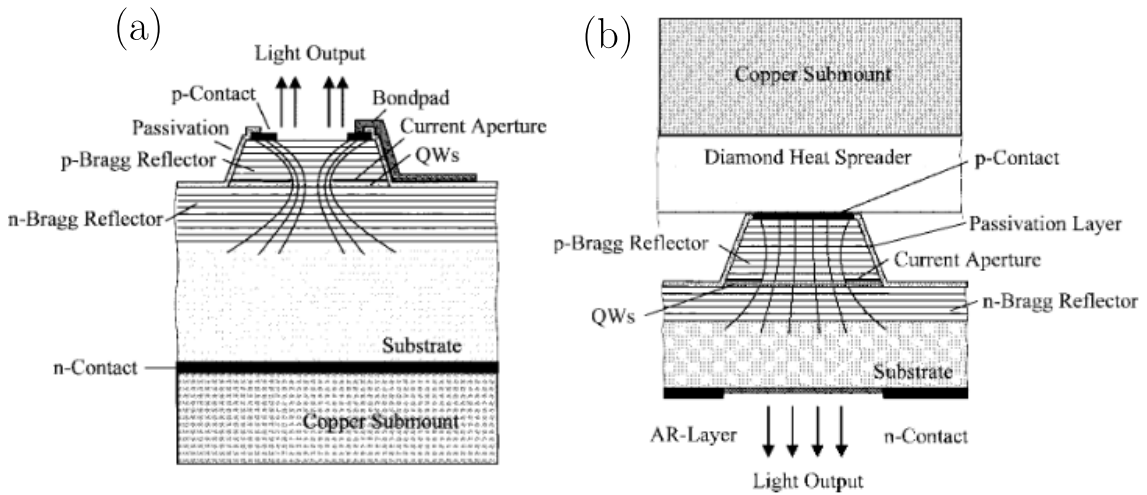 (a)
Light Output
p-Contact
Bondpad
Passivation
Current Aperture
p-Bragg Reflector
QWs
n-Bragg Reflector
Substrate
n-Contact
Copper Submount
(b)
Copper Submount
Diamond Heat Spreader
p-Contact
Passivation Layer
p-Bragg Reflector
Current Aperture
QWs
n-Bragg Reflector
Substrate
AR-Layer
n-Contact
Light Output